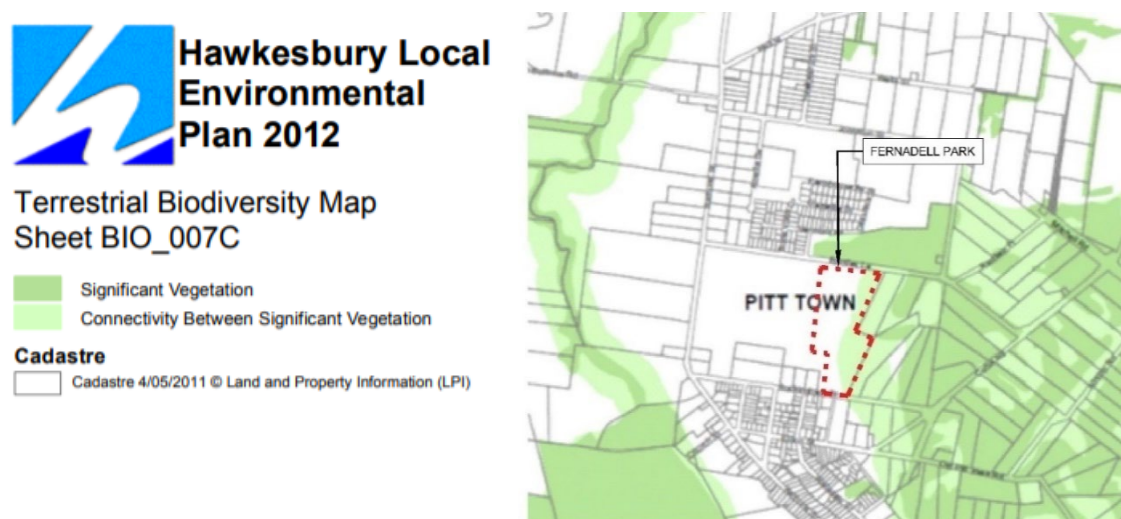 Hawkesbury Local
Environmental
Plan 2012
Terrestrial Biodiversity Map
Sheet BIO_007C
Significant Vegetation
Connectivity Between Significant Vegetation
Cadastre
Cadastre 4/05/2011 © Land and Property Information (LPI)
FERNADELL PARK
PITT TOWN